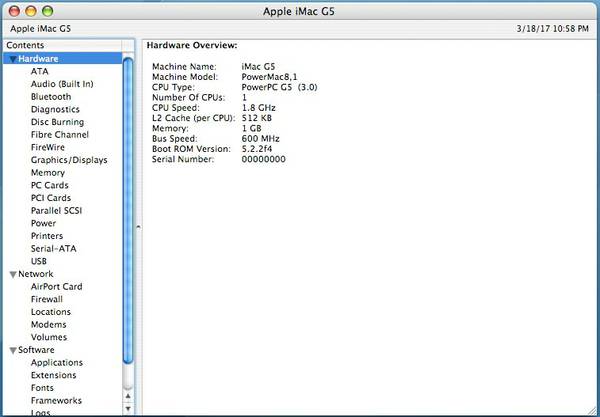 Apple iMac G5
Apple iMac G5 3/18/17 10:58 PM
Contents
Hardware
ATA
Audio (Built In)
Bluetooth
Diagnostics
Disc Burning
Fibre Channel
FireWire
Graphics/Displays
Memory
PC Cards
PCI Cards
Parallel SCSI
Power
Printers
Serial-ATA
USB
Network
AirPort Card
Firewall
Locations
Modems
Volumes
Software
Applications
Extensions
Fonts
Frameworks
Logs
Hardware Overview:
Machine Name: iMac G5
Machine Model: PowerMac8,1
CPU Type: PowerPC G5 (3.0)
Number Of CPUs: 1
CPU Speed: 1.8 GHz
L2 Cache (per CPU): 512 KB
Memory: 1 GB
Bus Speed: 600 MHz
Boot ROM Version: 5.2.2f4
Serial Number: 00000000